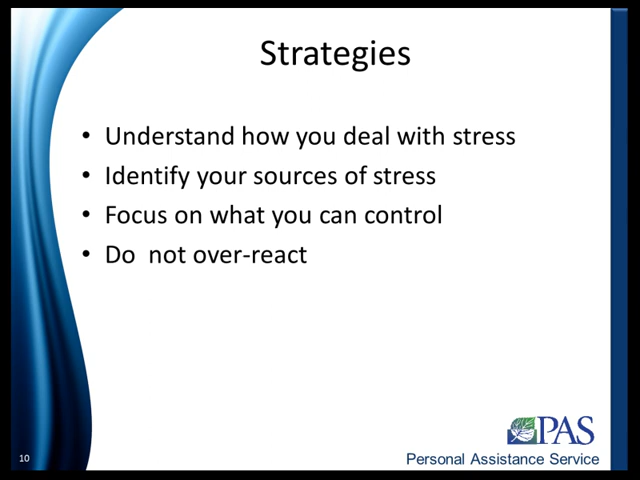 Strategies
• Understand how you deal with stress
• Identify your sources of stress
• Focus on what you can control
• Do  not over-react
PAS
Personal Assistance Service
10